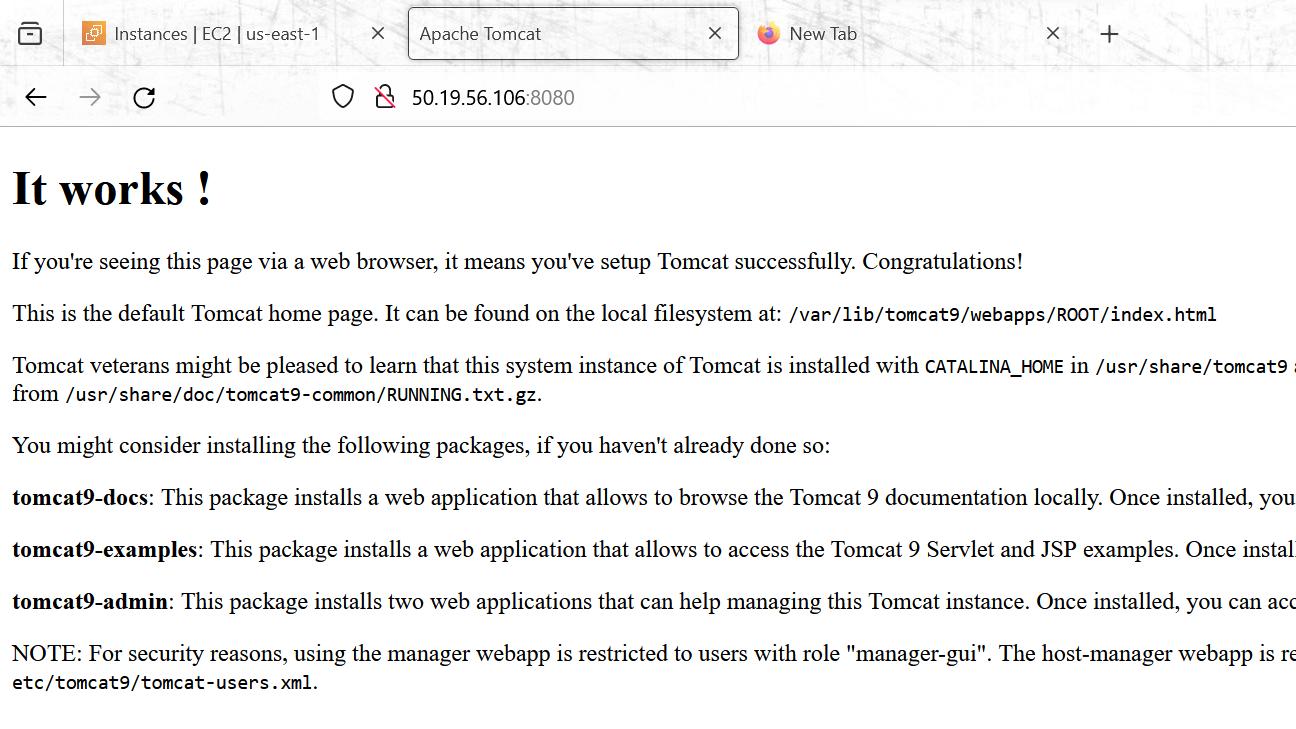 Instances | EC2 | us-east-1
Apache Tomcat
New Tab
50.19.56.106:8080
It works !
If you're seeing this page via a web browser, it means you've setup Tomcat successfully. Congratulations!
This is the default Tomcat home page. It can be found on the local filesystem at: /var/lib/tomcat9/webapps/ROOT/index.html
Tomcat veterans might be pleased to learn that this system instance of Tomcat is installed with CATALINA_HOME in /usr/share/tomcat9
from /usr/share/doc/tomcat9-common/RUNNING.txt.gz.
You might consider installing the following packages, if you haven't already done so:
tomcat9-docs: This package installs a web application that allows to browse the Tomcat 9 documentation locally. Once installed, you
tomcat9-examples: This package installs a web application that allows to access the Tomcat 9 Servlet and JSP examples. Once
tomcat9-admin: This package installs two web applications that can help managing this Tomcat instance. Once installed, you can
NOTE: For security reasons, using the manager webapp is restricted to users with role "manager-gui". The host-manager webapp is
etc/tomcat9/tomcat-users.xml.